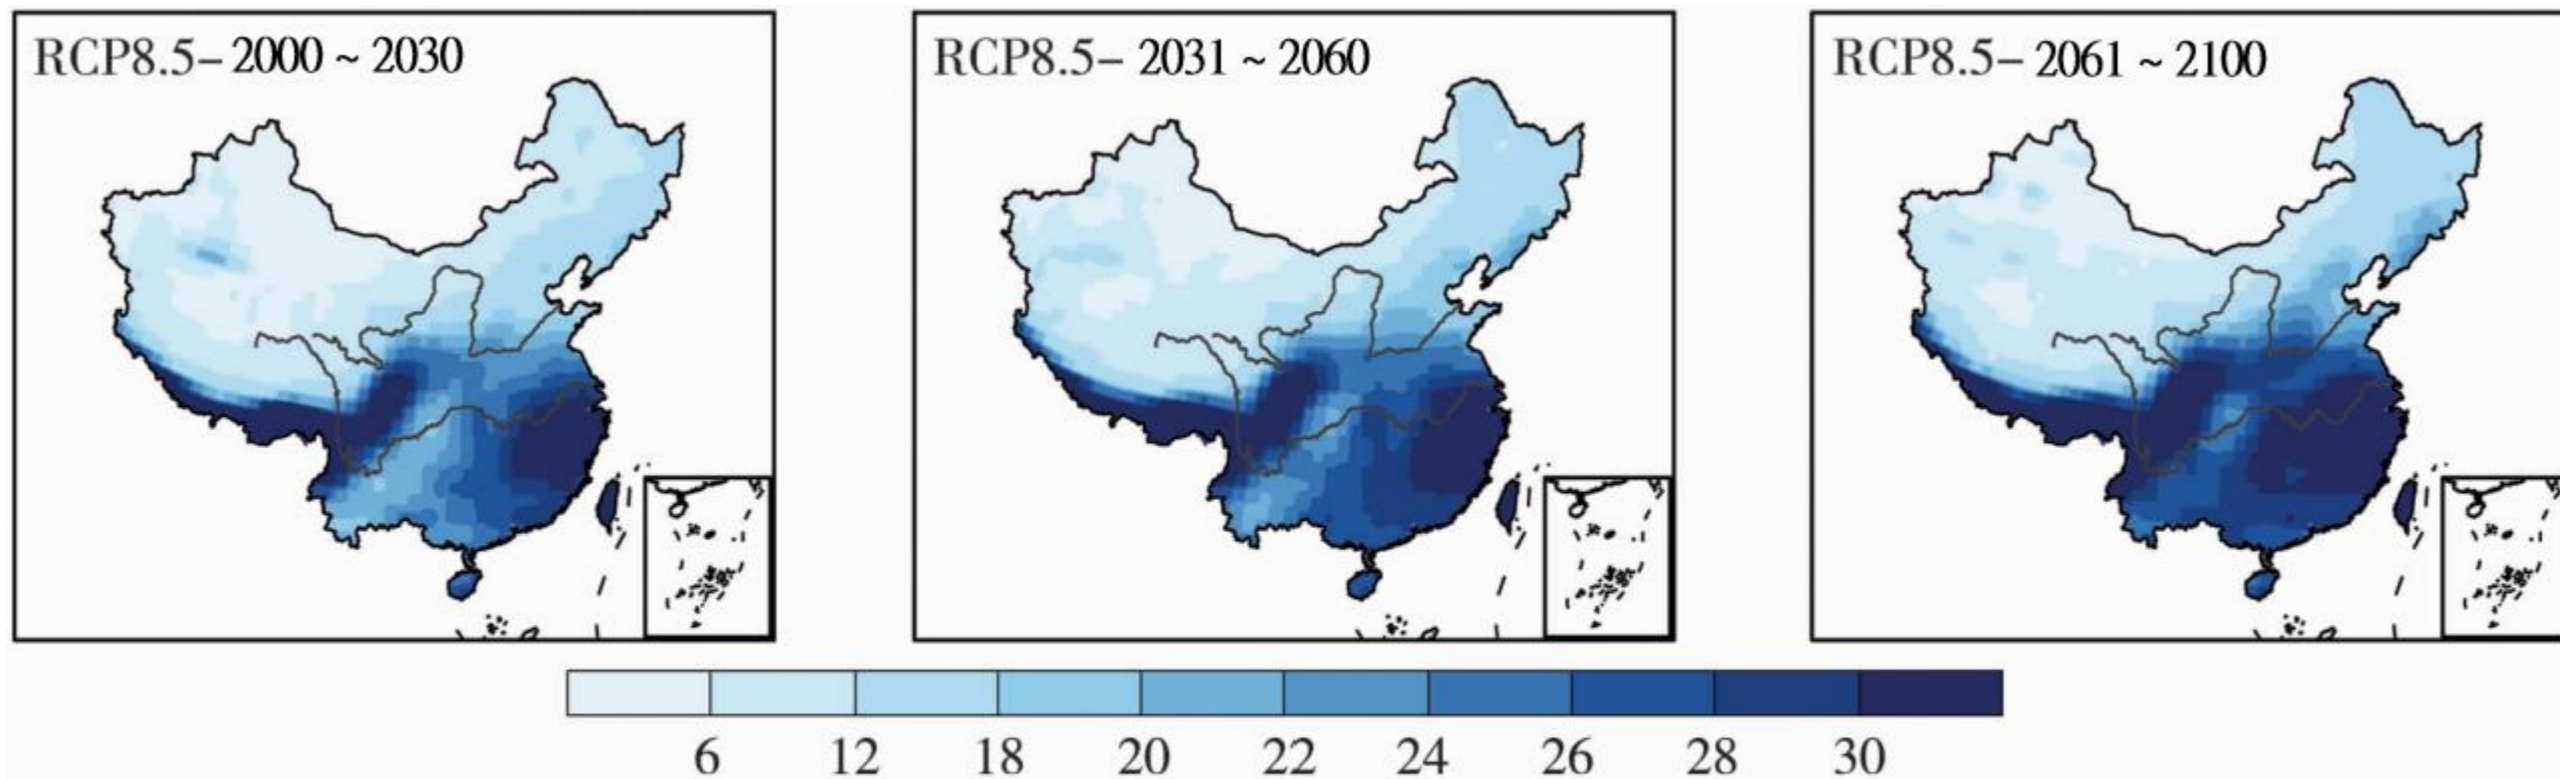 RCP8.5– 2000 ~ 2030
RCP8.5– 2031 ~ 2060
RCP8.5– 2061 ~ 2100
6 12 18 20 22 24 26 28 30